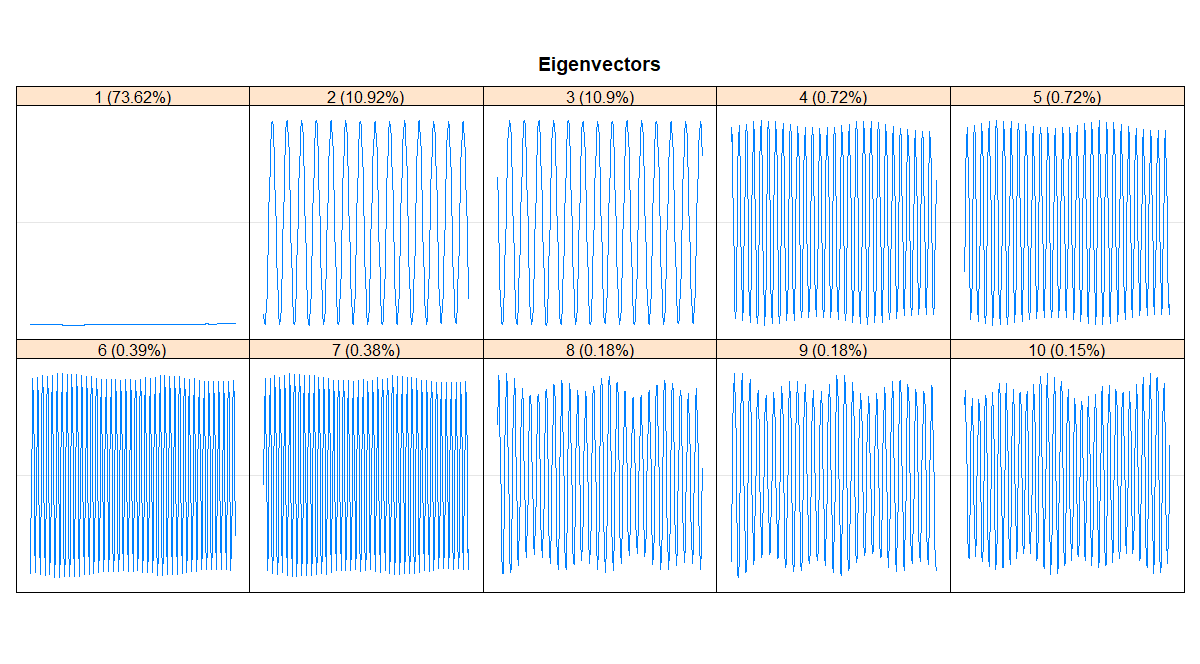 Eigenvectors
1 (73.62%) 2 (10.92%) 3 (10.9%) 4 (0.72%) 5 (0.72%)
6 (0.39%) 7 (0.38%) 8 (0.18%) 9 (0.18%) 10 (0.15%)